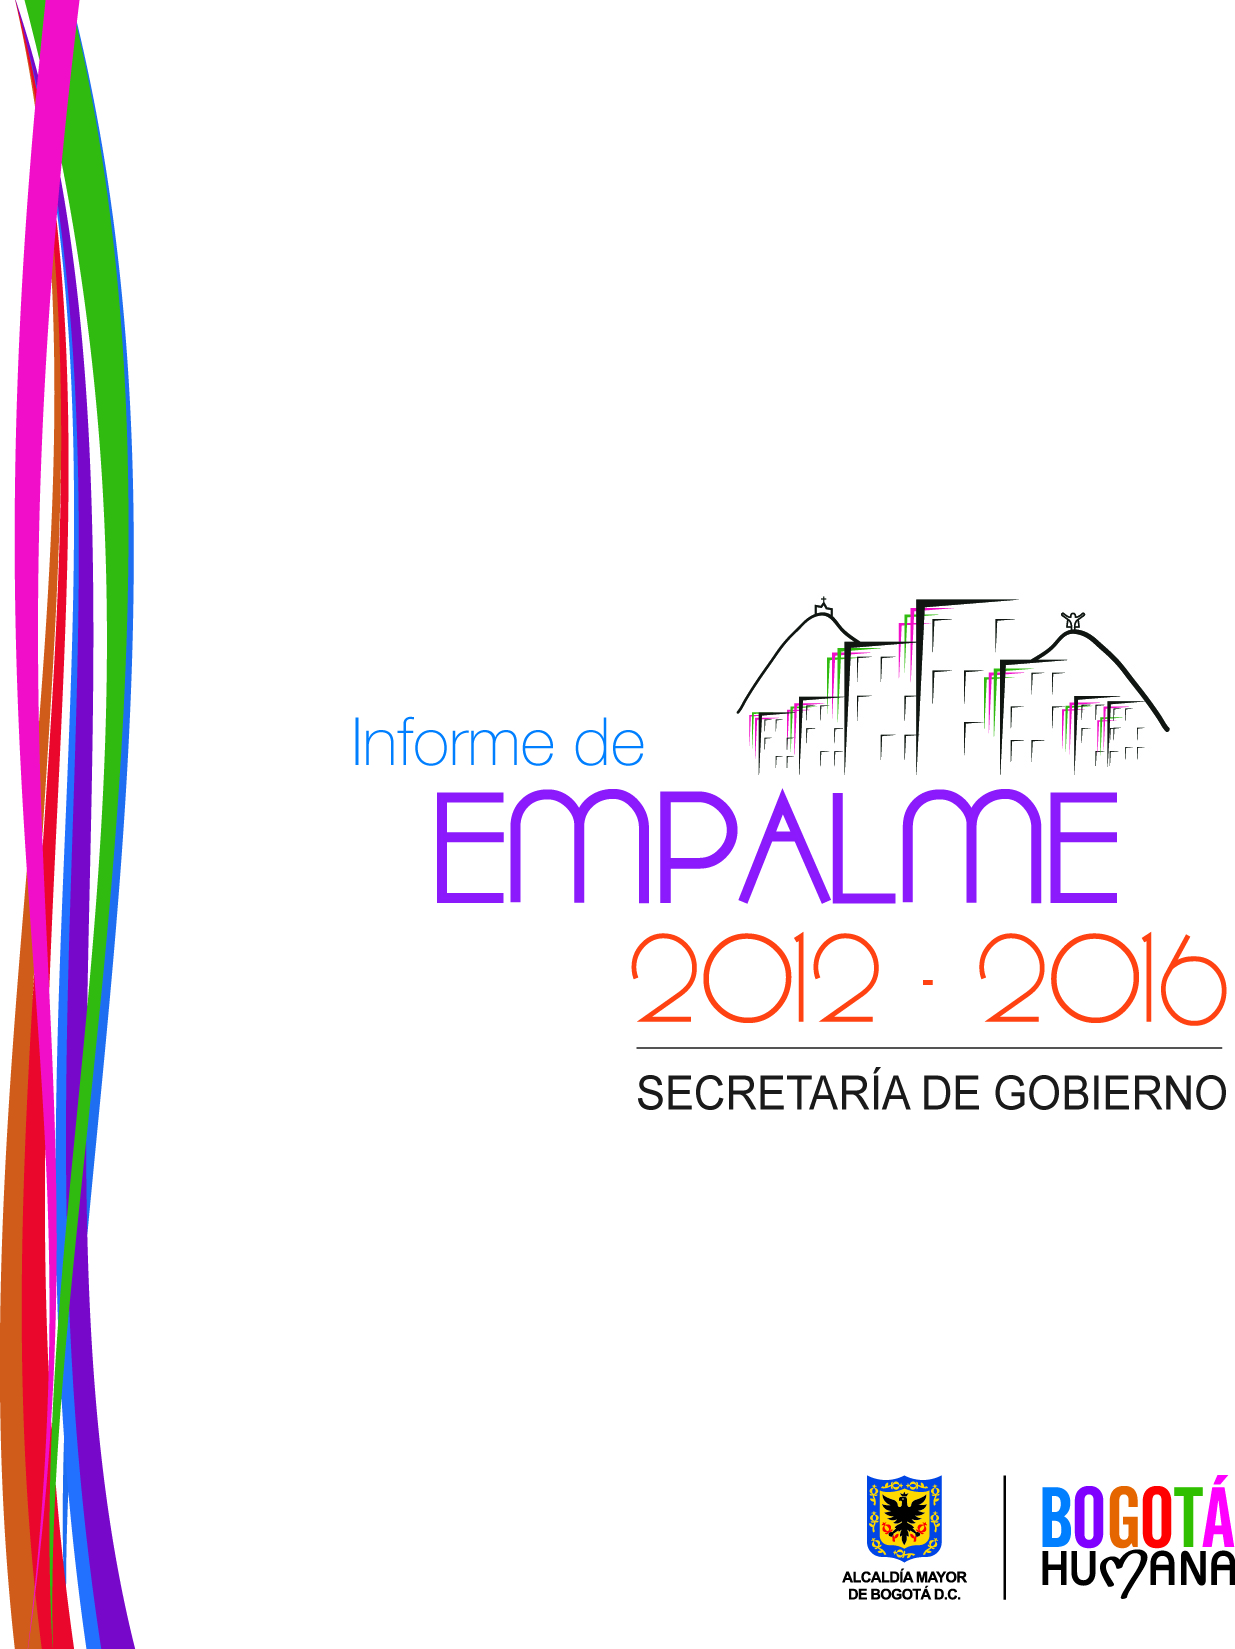 Informe de
EMPALME
2012 - 2016
SECRETARÍA DE GOBIERNO
ALCALDÍA MAYOR
DE BOGOTÁ D.C.
BOGOTÁ
HUMANA